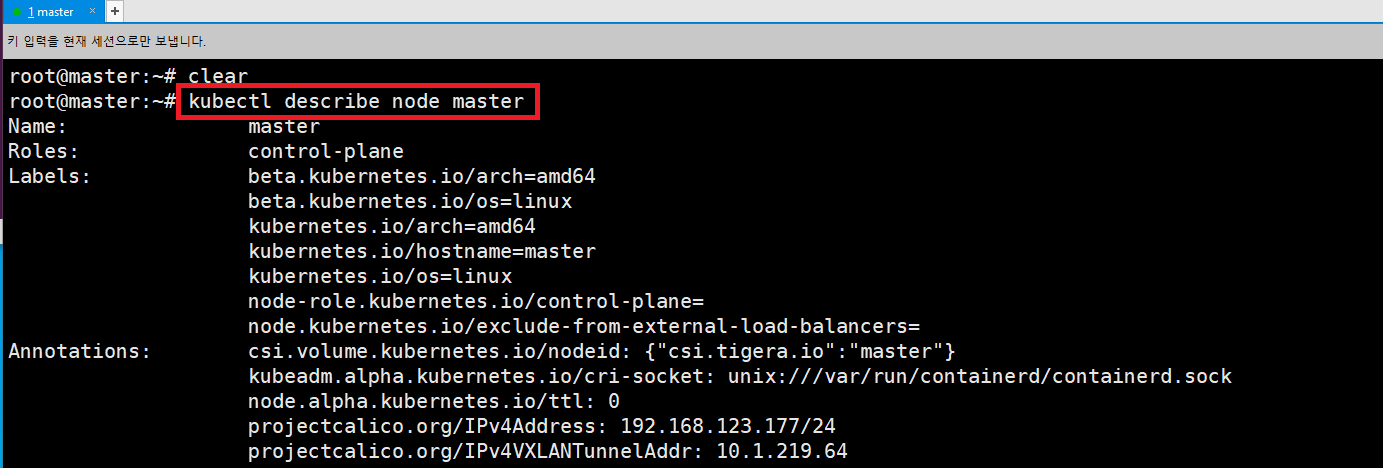 1 master × +
키 입력을 현재 세션으로만 보냅니다.
root@master:~# clear
root@master:~# kubectl describe node master
Name: master
Roles: control-plane
Labels: beta.kubernetes.io/arch=amd64
beta.kubernetes.io/os=linux
kubernetes.io/arch=amd64
kubernetes.io/hostname=master
kubernetes.io/os=linux
node-role.kubernetes.io/control-plane=
node.kubernetes.io/exclude-from-external-load-balancers=
Annotations: csi.volume.kubernetes.io/nodeid: {"csi.tigera.io":"master"}
kubeadm.alpha.kubernetes.io/cri-socket: unix:///var/run/containerd/containerd.sock
node.alpha.kubernetes.io/ttl: 0
projectcalico.org/IPv4Address: 192.168.123.177/24
projectcalico.org/IPv4VXLANTunnelAddr: 10.1.219.64